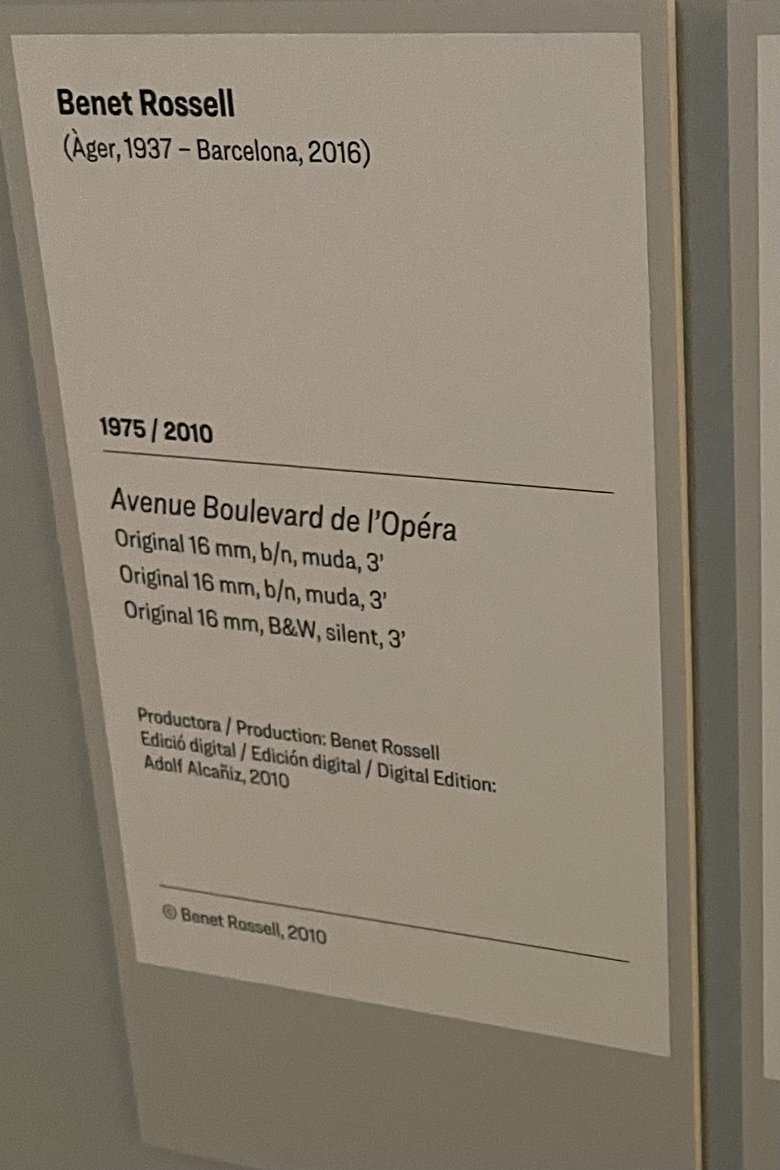 Benet Rossell
(Àger, 1937 – Barcelona, 2016)
1975 / 2010
Avenue Boulevard de l’Opéra
Original 16 mm, b/n, muda, 3’
Original 16 mm, b/n, muda, 3’
Original 16 mm, B&W, silent, 3’
Productora / Production: Benet Rossell
Edició digital / Edición digital / Digital Edition:
Adolf Alcañiz, 2010
© Benet Rossell, 2010